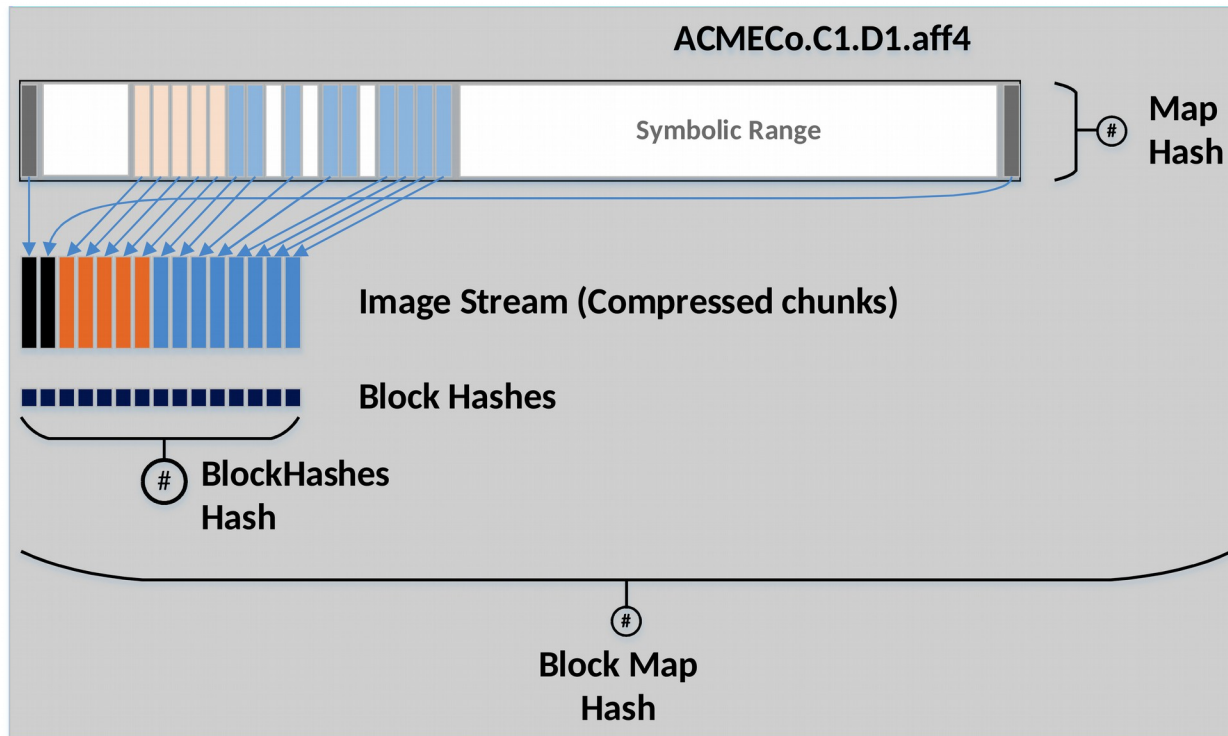 ACMECo.C1.D1.aff4
Symbolic Range
#
Map
Hash
Image Stream (Compressed chunks)
Block Hashes
#
BlockHashes
Hash
#
Block Map
Hash